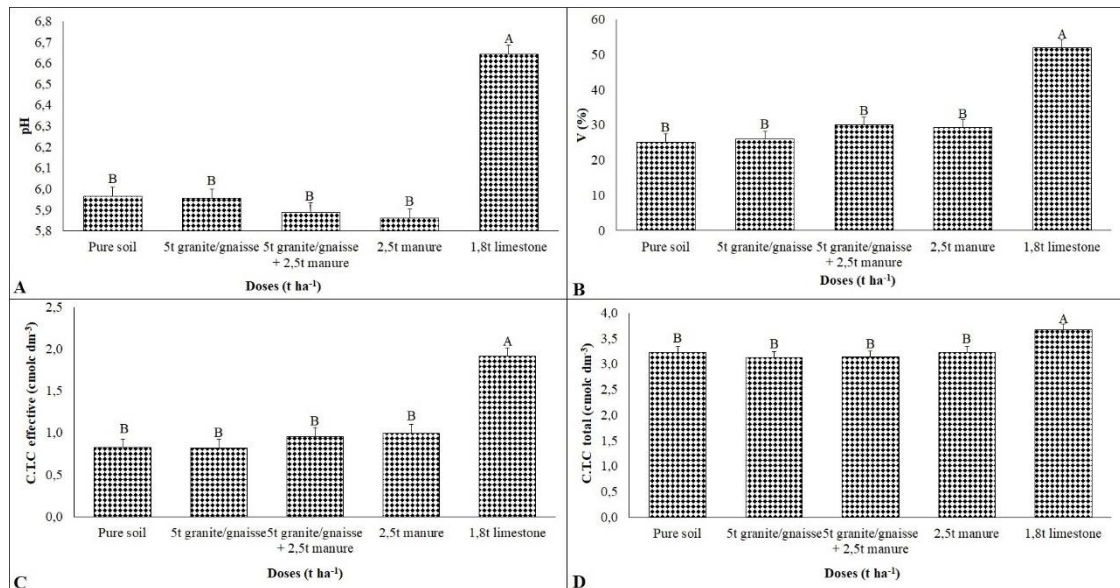 6,8
6,7
6,6
6,5
6,4
6,3
6,2
6,1
6,0
5,9
5,8
pH
B
B
B
B
A
Pure soil 5t granite/gnaisse 5t granite/gnaisse 2,5t manure 1,8t limestone
+ 2,5t manure
Doses (t ha⁻¹)
A
60
50
40
30
20
10
0
V (%)
B
B
B
B
A
Pure soil 5t granite/gnaisse 5t granite/gnaisse 2,5t manure 1,8t limestone
+ 2,5t manure
Doses (t ha⁻¹)
B
2,5
2,0
1,5
1,0
0,5
0,0
C.T.C effective (cmolc dm⁻³)
B
B
B
B
A
Pure soil 5t granite/gnaisse 5t granite/gnaisse 2,5t manure 1,8t limestone
+ 2,5t manure
Doses (t ha⁻¹)
C
4,0
3,5
3,0
2,5
2,0
1,5
1,0
0,5
0,0
C.T.C total (cmolc dm⁻³)
B
B
B
B
A
Pure soil 5t granite/gnaisse 5t granite/gnaisse 2,5t manure 1,8t limestone
+ 2,5t manure
Doses (t ha⁻¹)
D